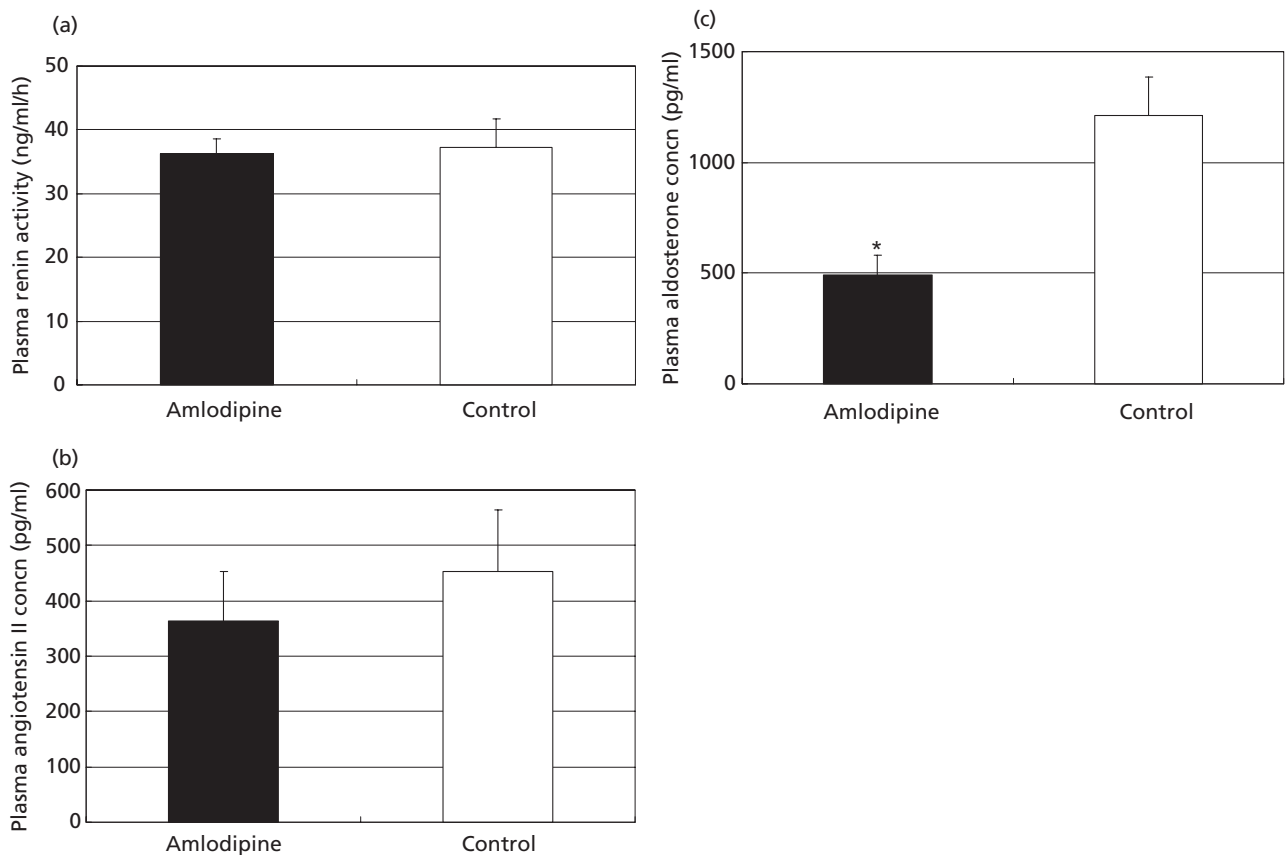 (a)
Plasma renin activity (ng/ml/h)
50
40
30
20
10
0
Amlodipine
Control
(b)
Plasma angiotensin II concn (pg/ml)
600
500
400
300
200
100
0
Amlodipine
Control
(c)
Plasma aldosterone concn (pg/ml)
1500
1000
500
0
*
Amlodipine
Control